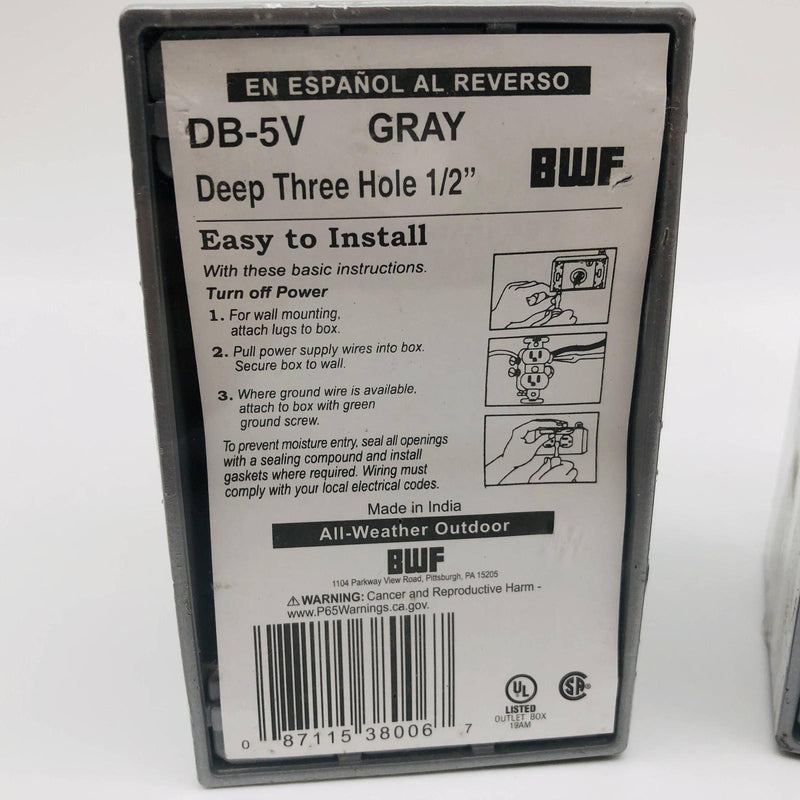 EN ESPAÑOL AL REVERSO
DB-5V GRAY
Deep Three Hole 1/2”
BWF
Easy to Install
With these basic instructions.
Turn off Power
1. For wall mounting,
attach lugs to box.
2. Pull power supply wires into box.
Secure box to wall.
3. Where ground wire is available,
attach to box with green
ground screw.
To prevent moisture entry, seal all openings
with a sealing compound and install
gaskets where required. Wiring must
comply with your local electrical codes.
Made in India
All-Weather Outdoor
BWF
1104 Parkway View Road, Pittsburgh, PA 15205
⚠WARNING: Cancer and Reproductive Harm -
www.P65Warnings.ca.gov.
0 87115 38006 7
UL
LISTED
OUTLET BOX
19AM
SA